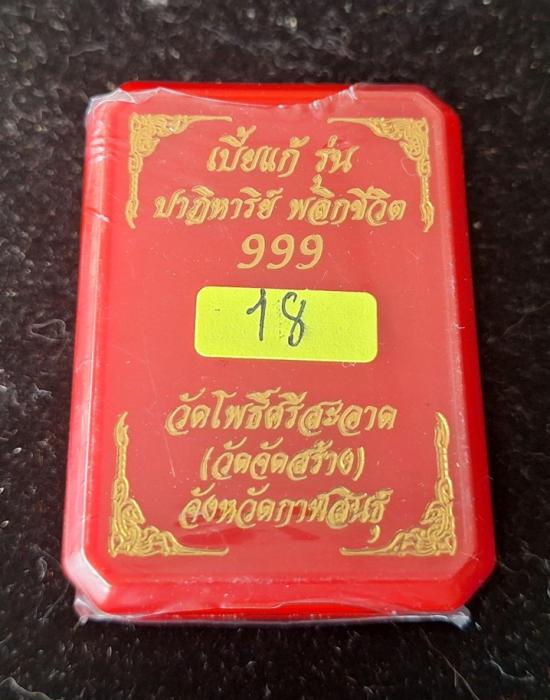 เบี้ยแก้ รุ่น
ปาฏิหาริย์ พลิกชีวิต
999
18
วัดโพธิ์ศรีสะอาด
(วัดจัดสร้าง)
จังหวัดกาฬสินธุ์